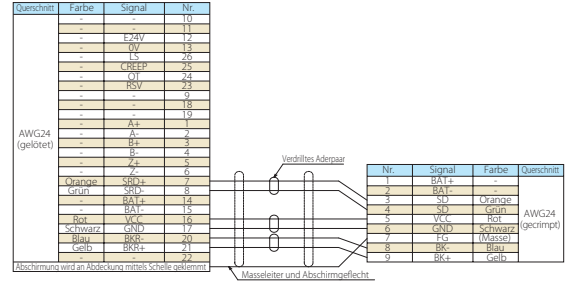 Querschnitt Farbe Signal Nr.
- - 10
- - 11
- E24V 12
- 0V 13
- LS 26
- CREEP 25
- OT 24
- RSV 23
- - 9
- - 18
- - 19
- A+ 1
AWG24 (gelötet) - A- 2
- B+ 3
- B- 4
- Z+ 5
- Z- 6
Orange SRD+ 7
Grün SRD- 8
- BAT+ 14
- BAT- 15
Rot VCC 16
Schwarz GND 17
Blau BKR- 20
Gelb BKR+ 21
- - 22
Abschirmung wird an Abdeckung mittels Schelle geklemmt
Verdrilltes Aderpaar
Masseleiter und Abschirmgeflecht
Nr. Signal Farbe Querschnitt
1 BAT+ -
2 BAT- -
3 SD Orange
4 SD Grün
5 VCC Rot
AWG24 (gecrimpt)
6 GND Schwarz
7 FG (Masse)
8 BK- Blau
9 BK+ Gelb